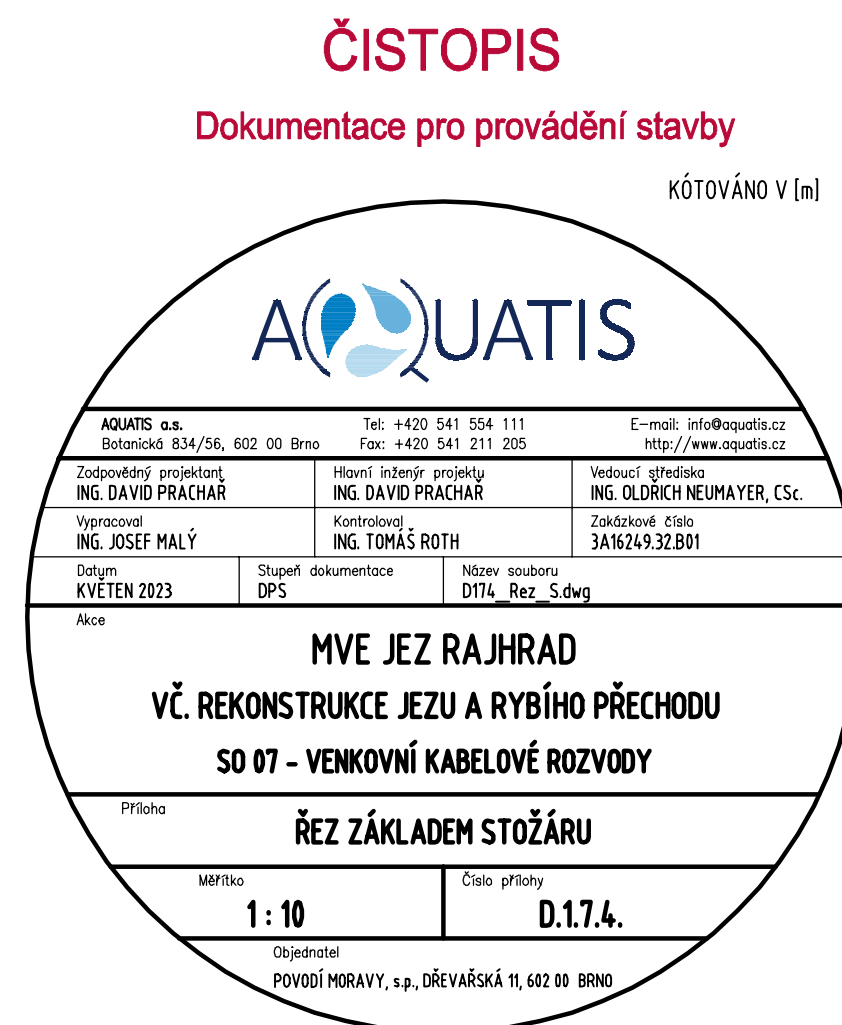 ČISTOPIS
Dokumentace pro provádění stavby
KÓTOVÁNO V [m]
AQUATIS
AQUATIS a.s. Tel: +420 541 554 111 E-mail: info@aquatis.cz
Botanická 834/56, 602 00 Brno Fax: +420 541 211 205 http://www.aquatis.cz
Zodpovědný projektant Hlavní inženýr projektu Vedoucí střediska
ING. DAVID PRACHAŘ ING. DAVID PRACHAŘ ING. OLDŘICH NEUMAYER, CSc.
Vypracoval Kontroloval Zakázkové číslo
ING. JOSEF MALÝ ING. TOMÁŠ ROTH 3A16249.32.B01
Datum Stupeň dokumentace Název souboru
KVĚTEN 2023 DPS D174_Rez_S.dwg
Akce
MVE JEZ RAJHRAD
VČ. REKONSTRUKCE JEZU A RYBÍHO PŘECHODU
SO 07 - VENKOVNÍ KABELOVÉ ROZVODY
Příloha
ŘEZ ZÁKLADEM STOŽÁRU
Měřítko Číslo přílohy
1 : 10 D.1.7.4.
Objednatel
POVODÍ MORAVY, s.p., DŘEVAŘSKÁ 11, 602 00 BRNO